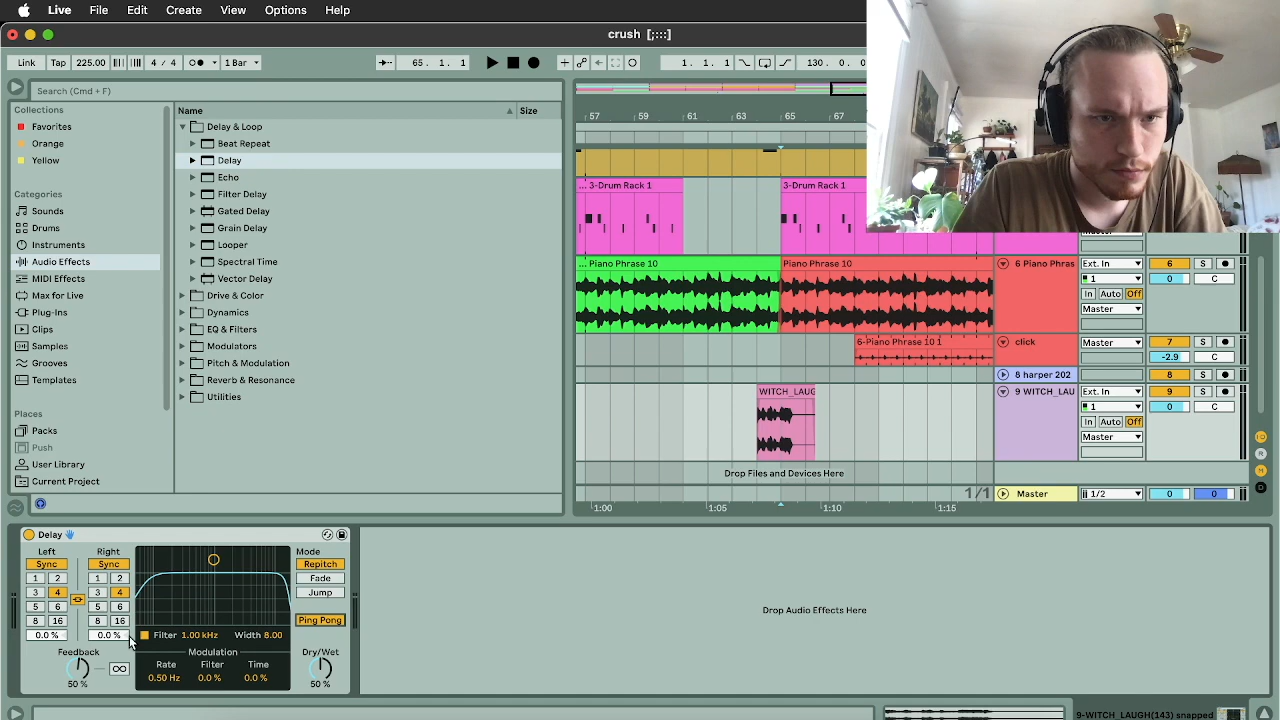 Live File Edit Create View Options Help
crush [;:::]
Link Tap 225.00 4 / 4 1 Bar 65. 1. 1 1. 1. 1 130. 0.
Search (Cmd + F)
Collections
Favorites
Orange
Yellow
Categories
Sounds
Drums
Instruments
Audio Effects
MIDI Effects
Max for Live
Plug-Ins
Clips
Samples
Grooves
Templates
Places
Packs
Push
User Library
Current Project
Name Size
Delay & Loop
Beat Repeat
Delay
Echo
Filter Delay
Gated Delay
Grain Delay
Looper
Spectral Time
Vector Delay
Drive & Color
Dynamics
EQ & Filters
Modulators
Pitch & Modulation
Reverb & Resonance
Utilities
57 59 61 63 65 67
... 3-Drum Rack 1 3-Drum Rack 1
... Piano Phrase 10 Piano Phrase 10 6 Piano Phras Ext. In 6 S
1 0 C
In Auto Off
Master
6-Piano Phrase 10 1 click Master 7 S
-2.9 C
8 harper 202 8 S
WITCH_LAUG 9 WITCH_LAU Ext. In 9 S
1 0 C
In Auto Off
Master
Drop Files and Devices Here
1/1 Master 1/2 0 0
1:00 1:05 1:10 1:15
Delay
Left Right Mode
Sync Sync Repitch
1 2 1 2 Fade
3 4 3 4 Jump
5 6 5 6
8 16 8 16 Ping Pong
0.0 % 0.0 % Filter 1.00 kHz Width 8.00
Feedback Modulation Dry/Wet
Rate Filter Time
50 % 0.50 Hz 0.0 % 0.0 % 50 %
Drop Audio Effects Here
9-WITCH_LAUGH(143) snapped